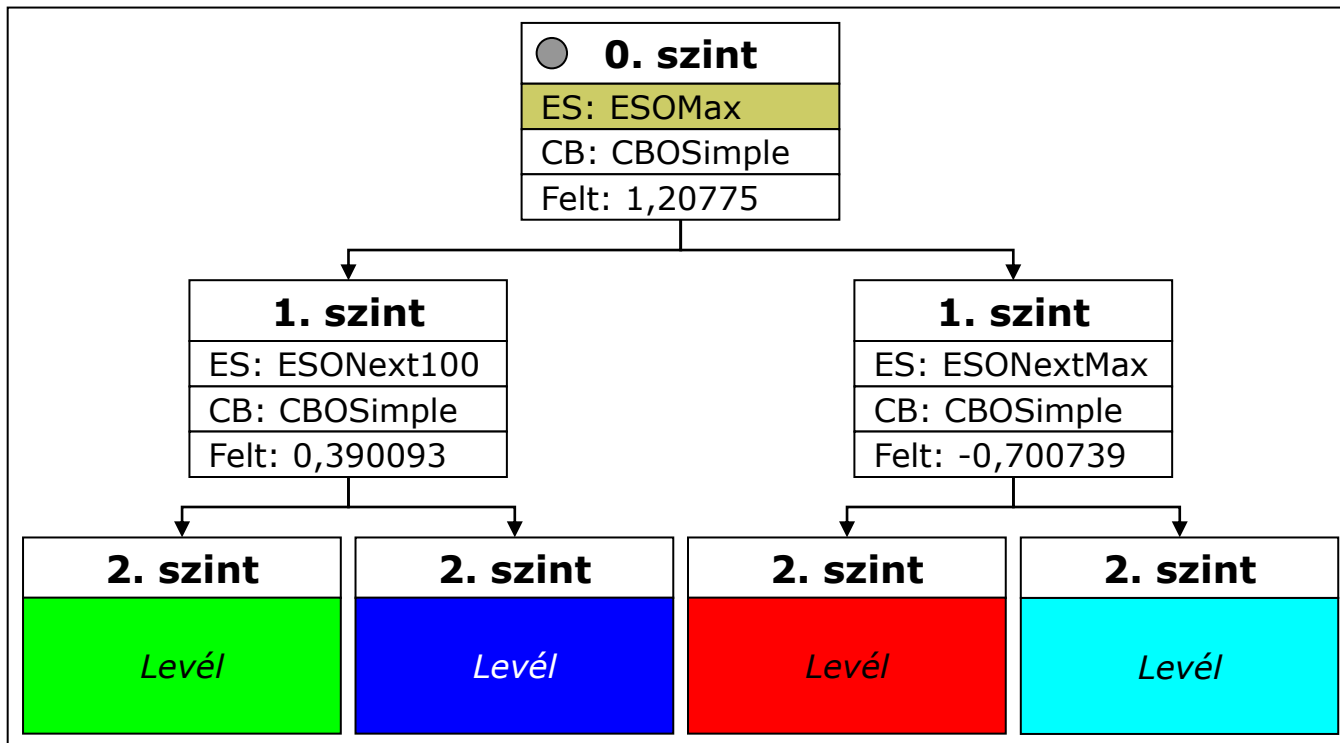 0. szint
ES: ESOMax
CB: CBOSimple
Felt: 1,20775
1. szint
ES: ESONext100
CB: CBOSimple
Felt: 0,390093
1. szint
ES: ESONextMax
CB: CBOSimple
Felt: -0,700739
2. szint
Levél
2. szint
Levél
2. szint
Levél
2. szint
Levél